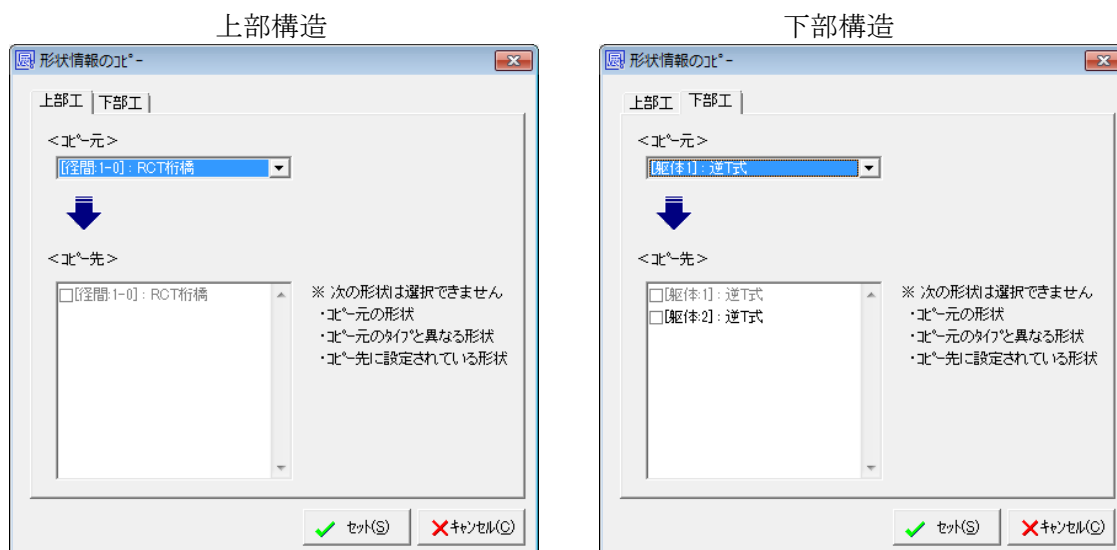 上部構造
形状情報のｺﾋﾟｰ
上部工
下部工
＜ｺﾋﾟｰ元＞
[径間:1-0]：RCT桁橋
＜ｺﾋﾟｰ先＞
[径間:1-0]：RCT桁橋
※ 次の形状は選択できません
・ｺﾋﾟｰ元の形状
・ｺﾋﾟｰ元のﾀｲﾌﾟと異なる形状
・ｺﾋﾟｰ先に設定されている形状
ｾｯﾄ(S)
ｷｬﾝｾﾙ(C)
下部構造
形状情報のｺﾋﾟｰ
上部工
下部工
＜ｺﾋﾟｰ元＞
[躯体1]：逆T式
＜ｺﾋﾟｰ先＞
[躯体:1]：逆T式
[躯体:2]：逆T式
※ 次の形状は選択できません
・ｺﾋﾟｰ元の形状
・ｺﾋﾟｰ元のﾀｲﾌﾟと異なる形状
・ｺﾋﾟｰ先に設定されている形状
ｾｯﾄ(S)
ｷｬﾝｾﾙ(C)